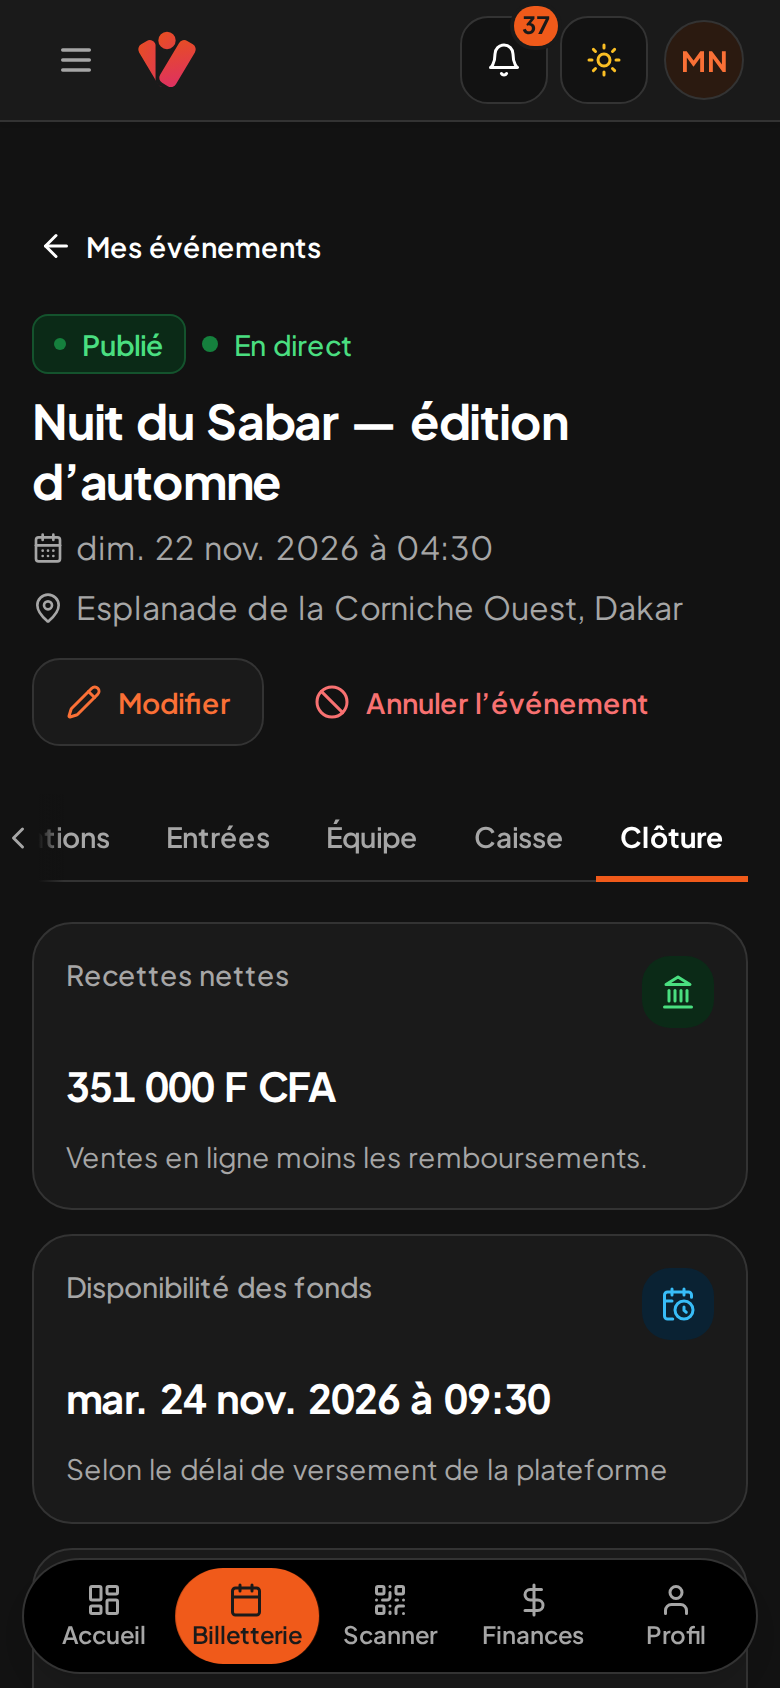 37
MN
Mes événements
Publié
En direct
Nuit du Sabar — édition
d’automne
dim. 22 nov. 2026 à 04:30
Esplanade de la Corniche Ouest, Dakar
Modifier
Annuler l’événement
tions
Entrées
Équipe
Caisse
Clôture
Recettes nettes
351 000 F CFA
Ventes en ligne moins les remboursements.
Disponibilité des fonds
mar. 24 nov. 2026 à 09:30
Selon le délai de versement de la plateforme
Accueil
Billetterie
Scanner
Finances
Profil